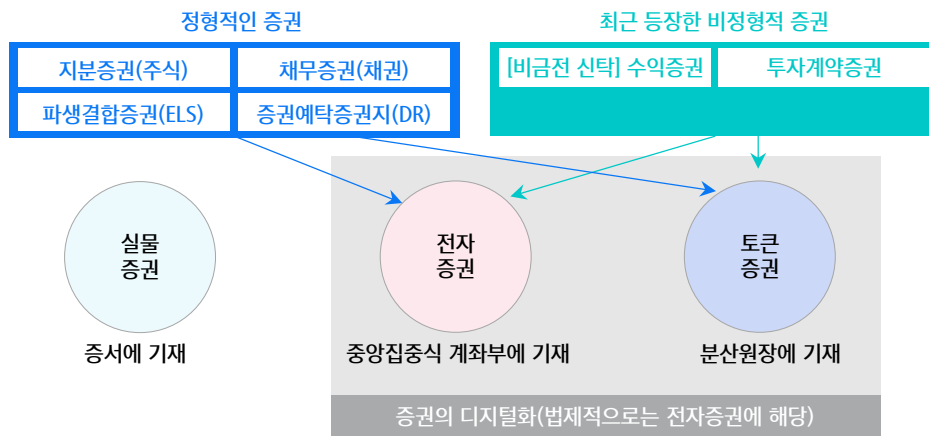 정형적인 증권
최근 등장한 비정형적 증권
지분증권(주식)
채무증권(채권)
파생결합증권(ELS)
증권예탁증권지(DR)
[비금전 신탁] 수익증권
투자계약증권
실물
증권
전자
증권
토큰
증권
증서에 기재
중앙집중식 계좌부에 기재
분산원장에 기재
증권의 디지털화(법제적으로는 전자증권에 해당)